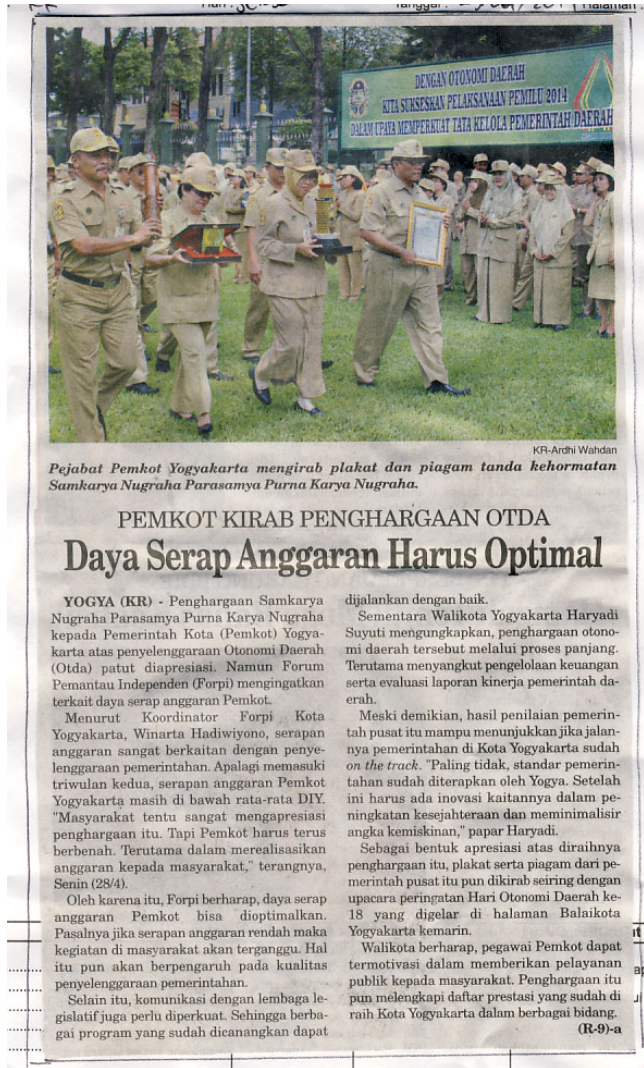 Tanggal:
Halaman:
DENGAN OTONOMI DAERAH
KITA SUKSESKAN PELAKSANAAN PEMILU 2014
DALAM UPAYA MEMPERKUAT TATA KELOLA PEMERINTAH DAERAH
KR-Ardhi Wahdan
Pejabat Pemkot Yogyakarta mengirab plakat dan piagam tanda kehormatan
Samkarya Nugraha Parasamya Purna Karya Nugraha.
PEMKOT KIRAB PENGHARGAAN OTDA
Daya Serap Anggaran Harus Optimal
YOGYA (KR) - Penghargaan Samkarya
Nugraha Parasamya Purna Karya Nugraha
kepada Pemerintah Kota (Pemkot) Yogya-
karta atas penyelenggaraan Otonomi Daerah
(Otda) patut diapresiasi. Namun Forum
Pemantau Independen (Forpi) mengingatkan
terkait daya serap anggaran Pemkot.
Menurut Koordinator Forpi Kota
Yogyakarta, Winarta Hadiwiyono, serapan
anggaran sangat berkaitan dengan penye-
lenggaraan pemerintahan. Apalagi memasuki
triwulan kedua, serapan anggaran Pemkot
Yogyakarta masih di bawah rata-rata DIY.
"Masyarakat tentu sangat mengapresiasi
penghargaan itu. Tapi Pemkot harus terus
berbenah. Terutama dalam merealisasikan
anggaran kepada masyarakat," terangnya,
Senin (28/4).
Oleh karena itu, Forpi berharap, daya serap
anggaran Pemkot bisa dioptimalkan.
Pasalnya jika serapan anggaran rendah maka
kegiatan di masyarakat akan terganggu. Hal
itu pun akan berpengaruh pada kualitas
penyelenggaraan pemerintahan.
Selain itu, komunikasi dengan lembaga le-
gislatif juga perlu diperkuat. Sehingga berba-
gai program yang sudah dicanangkan dapat
dijalankan dengan baik.
Sementara Walikota Yogyakarta Haryadi
Suyuti mengungkapkan, penghargaan otono-
mi daerah tersebut melalui proses panjang.
Terutama menyangkut pengelolaan keuangan
serta evaluasi laporan kinerja pemerintah da-
erah.
Meski demikian, hasil penilaian pemerin-
tah pusat itu mampu menunjukkan jika jalan-
nya pemerintahan di Kota Yogyakarta sudah
on the track. "Paling tidak, standar pemerin-
tahan sudah diterapkan oleh Yogya. Setelah
ini harus ada inovasi kaitannya dalam pe-
ningkatan kesejahteraan dan meminimalisir
angka kemiskinan," papar Haryadi.
Sebagai bentuk apresiasi atas diraihnya
penghargaan itu, plakat serta piagam dari pe-
merintah pusat itu pun dikirab seiring dengan
upacara peringatan Hari Otonomi Daerah ke-
18 yang digelar di halaman Balaikota
Yogyakarta kemarin.
Walikota berharap, pegawai Pemkot dapat
termotivasi dalam memberikan pelayanan
publik kepada masyarakat. Penghargaan itu
pun melengkapi daftar prestasi yang sudah di
raih Kota Yogyakarta dalam berbagai bidang.
(R-9)-a